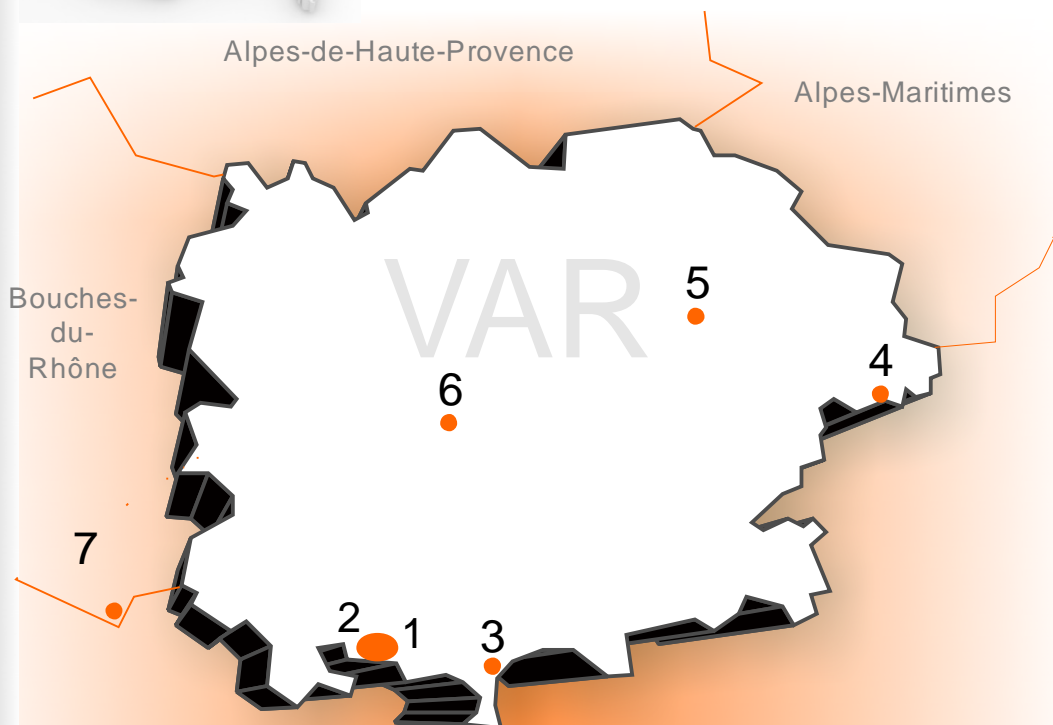 Alpes-de-Haute-Provence
Alpes-Maritimes
VAR
5
Bouches-
du-
Rhône
4
6
7
2
1
3